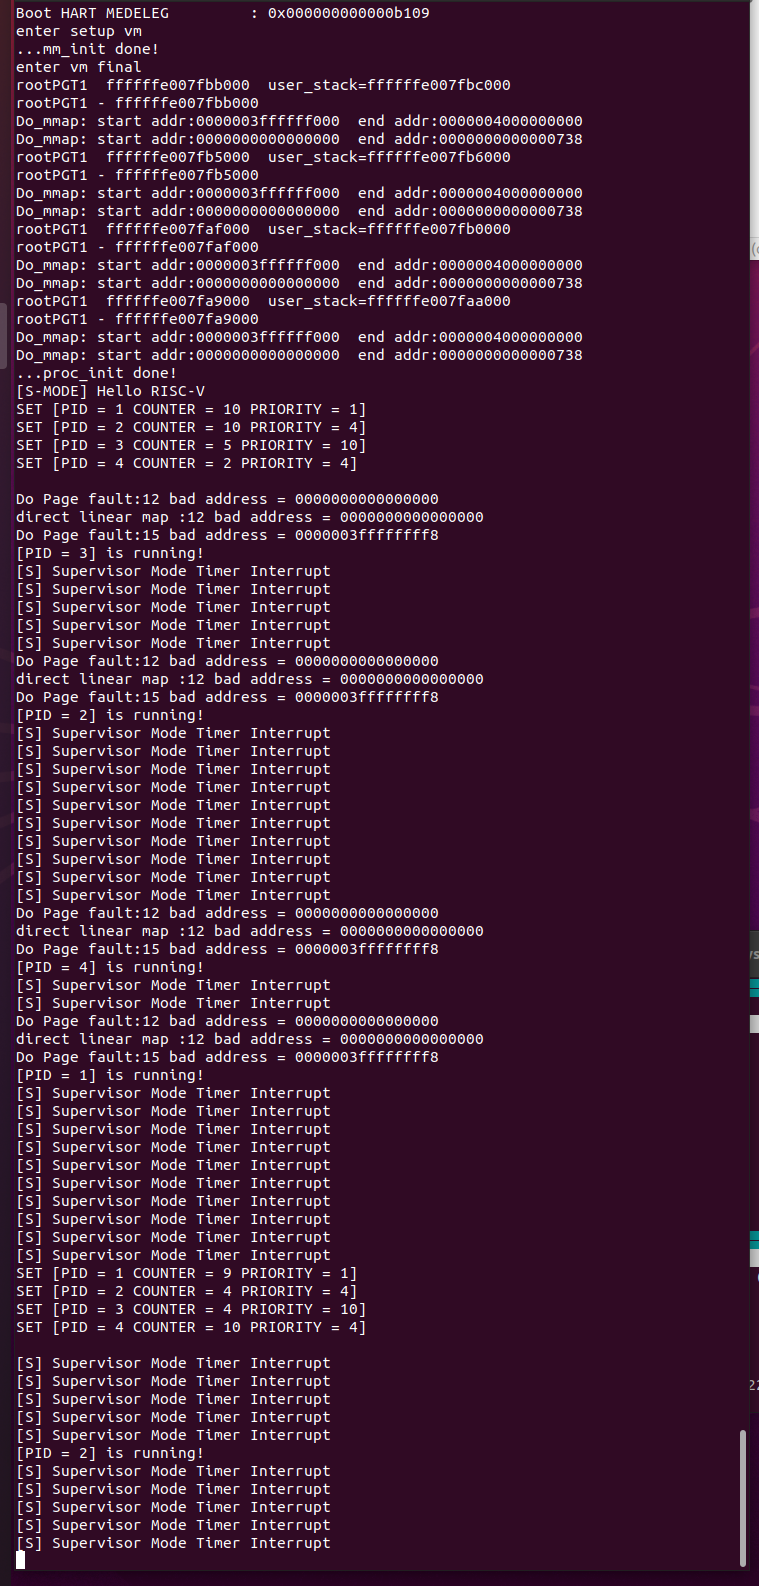 Boot HART MEDELEG         : 0x000000000000b109
enter setup vm
...mm_init done!
enter vm final
rootPGT1  ffffffe007fbb000  user_stack=ffffffe007fbc000
rootPGT1 - ffffffe007fbb000
Do_mmap: start addr:0000003ffffff000  end addr:0000004000000000
Do_mmap: start addr:0000000000000000  end addr:0000000000000738
rootPGT1  ffffffe007fb5000  user_stack=ffffffe007fb6000
rootPGT1 - ffffffe007fb5000
Do_mmap: start addr:0000003ffffff000  end addr:0000004000000000
Do_mmap: start addr:0000000000000000  end addr:0000000000000738
rootPGT1  ffffffe007faf000  user_stack=ffffffe007fb0000
rootPGT1 - ffffffe007faf000
Do_mmap: start addr:0000003ffffff000  end addr:0000004000000000
Do_mmap: start addr:0000000000000000  end addr:0000000000000738
rootPGT1  ffffffe007fa9000  user_stack=ffffffe007faa000
rootPGT1 - ffffffe007fa9000
Do_mmap: start addr:0000003ffffff000  end addr:0000004000000000
Do_mmap: start addr:0000000000000000  end addr:0000000000000738
...proc_init done!
[S-MODE] Hello RISC-V
SET [PID = 1 COUNTER = 10 PRIORITY = 1]
SET [PID = 2 COUNTER = 10 PRIORITY = 4]
SET [PID = 3 COUNTER = 5 PRIORITY = 10]
SET [PID = 4 COUNTER = 2 PRIORITY = 4]
Do Page fault:12 bad address = 0000000000000000
direct linear map :12 bad address = 0000000000000000
Do Page fault:15 bad address = 0000003ffffffff8
[PID = 3] is running!
[S] Supervisor Mode Timer Interrupt
[S] Supervisor Mode Timer Interrupt
[S] Supervisor Mode Timer Interrupt
[S] Supervisor Mode Timer Interrupt
[S] Supervisor Mode Timer Interrupt
Do Page fault:12 bad address = 0000000000000000
direct linear map :12 bad address = 0000000000000000
Do Page fault:15 bad address = 0000003ffffffff8
[PID = 2] is running!
[S] Supervisor Mode Timer Interrupt
[S] Supervisor Mode Timer Interrupt
[S] Supervisor Mode Timer Interrupt
[S] Supervisor Mode Timer Interrupt
[S] Supervisor Mode Timer Interrupt
[S] Supervisor Mode Timer Interrupt
[S] Supervisor Mode Timer Interrupt
[S] Supervisor Mode Timer Interrupt
[S] Supervisor Mode Timer Interrupt
[S] Supervisor Mode Timer Interrupt
Do Page fault:12 bad address = 0000000000000000
direct linear map :12 bad address = 0000000000000000
Do Page fault:15 bad address = 0000003ffffffff8
[PID = 4] is running!
[S] Supervisor Mode Timer Interrupt
[S] Supervisor Mode Timer Interrupt
Do Page fault:12 bad address = 0000000000000000
direct linear map :12 bad address = 0000000000000000
Do Page fault:15 bad address = 0000003ffffffff8
[PID = 1] is running!
[S] Supervisor Mode Timer Interrupt
[S] Supervisor Mode Timer Interrupt
[S] Supervisor Mode Timer Interrupt
[S] Supervisor Mode Timer Interrupt
[S] Supervisor Mode Timer Interrupt
[S] Supervisor Mode Timer Interrupt
[S] Supervisor Mode Timer Interrupt
[S] Supervisor Mode Timer Interrupt
[S] Supervisor Mode Timer Interrupt
[S] Supervisor Mode Timer Interrupt
SET [PID = 1 COUNTER = 9 PRIORITY = 1]
SET [PID = 2 COUNTER = 4 PRIORITY = 4]
SET [PID = 3 COUNTER = 4 PRIORITY = 10]
SET [PID = 4 COUNTER = 10 PRIORITY = 4]
[S] Supervisor Mode Timer Interrupt
[S] Supervisor Mode Timer Interrupt
[S] Supervisor Mode Timer Interrupt
[S] Supervisor Mode Timer Interrupt
[S] Supervisor Mode Timer Interrupt
[PID = 2] is running!
[S] Supervisor Mode Timer Interrupt
[S] Supervisor Mode Timer Interrupt
[S] Supervisor Mode Timer Interrupt
[S] Supervisor Mode Timer Interrupt
[S] Supervisor Mode Timer Interrupt